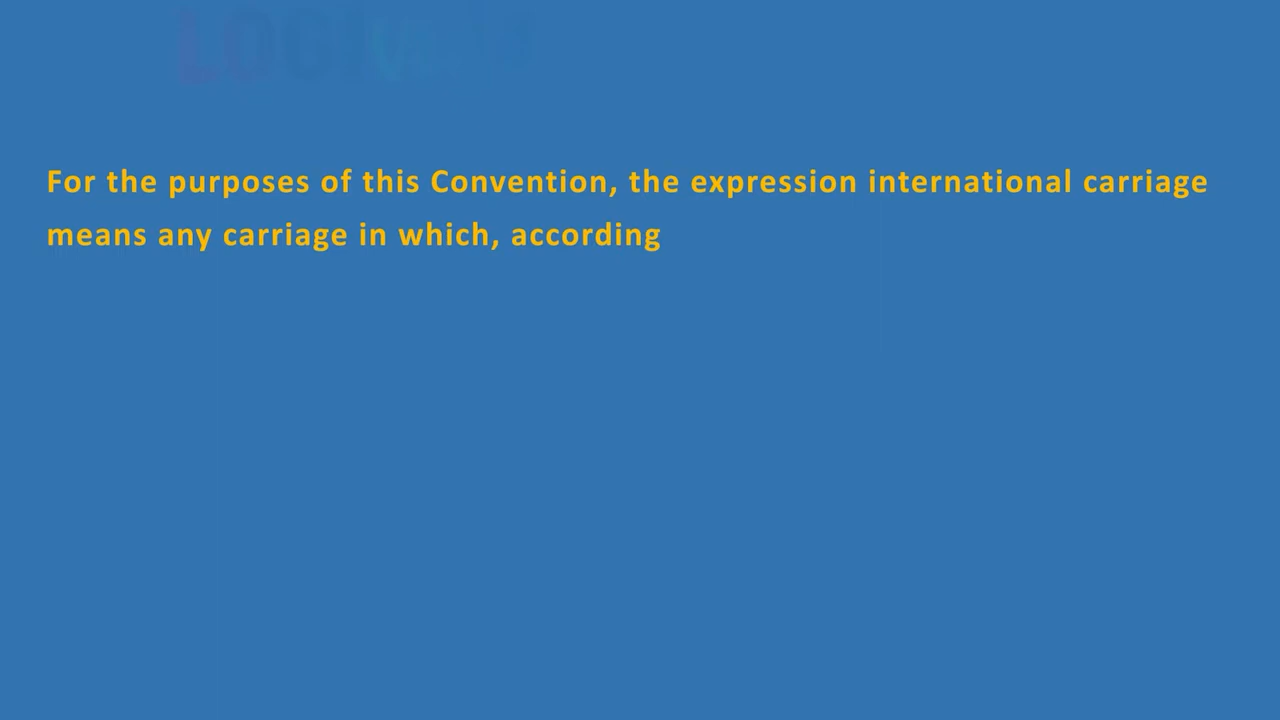 For the purposes of this Convention, the expression international carriage
means any carriage in which, according